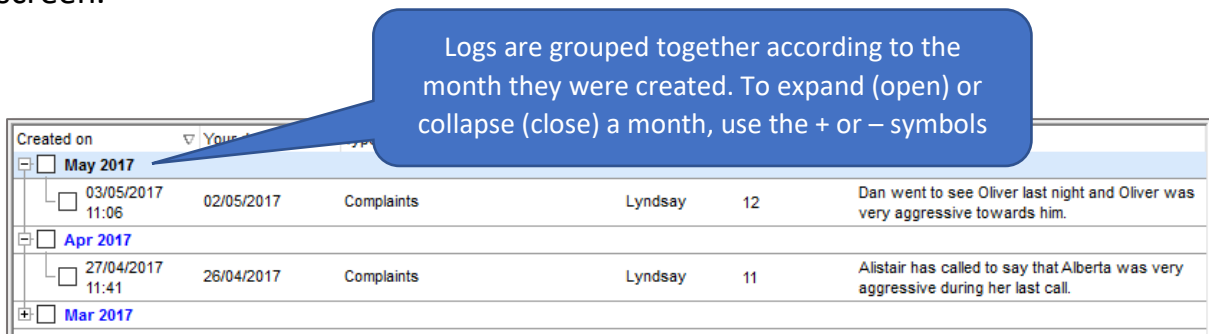 screen.
Logs are grouped together according to the
month they were created. To expand (open) or
collapse (close) a month, use the + or – symbols
Created on
May 2017
03/05/2017
11:06
02/05/2017
Complaints
Lyndsay
12
Dan went to see Oliver last night and Oliver was
very aggressive towards him.
Apr 2017
27/04/2017
11:41
26/04/2017
Complaints
Lyndsay
11
Alistair has called to say that Alberta was very
aggressive during her last call.
Mar 2017